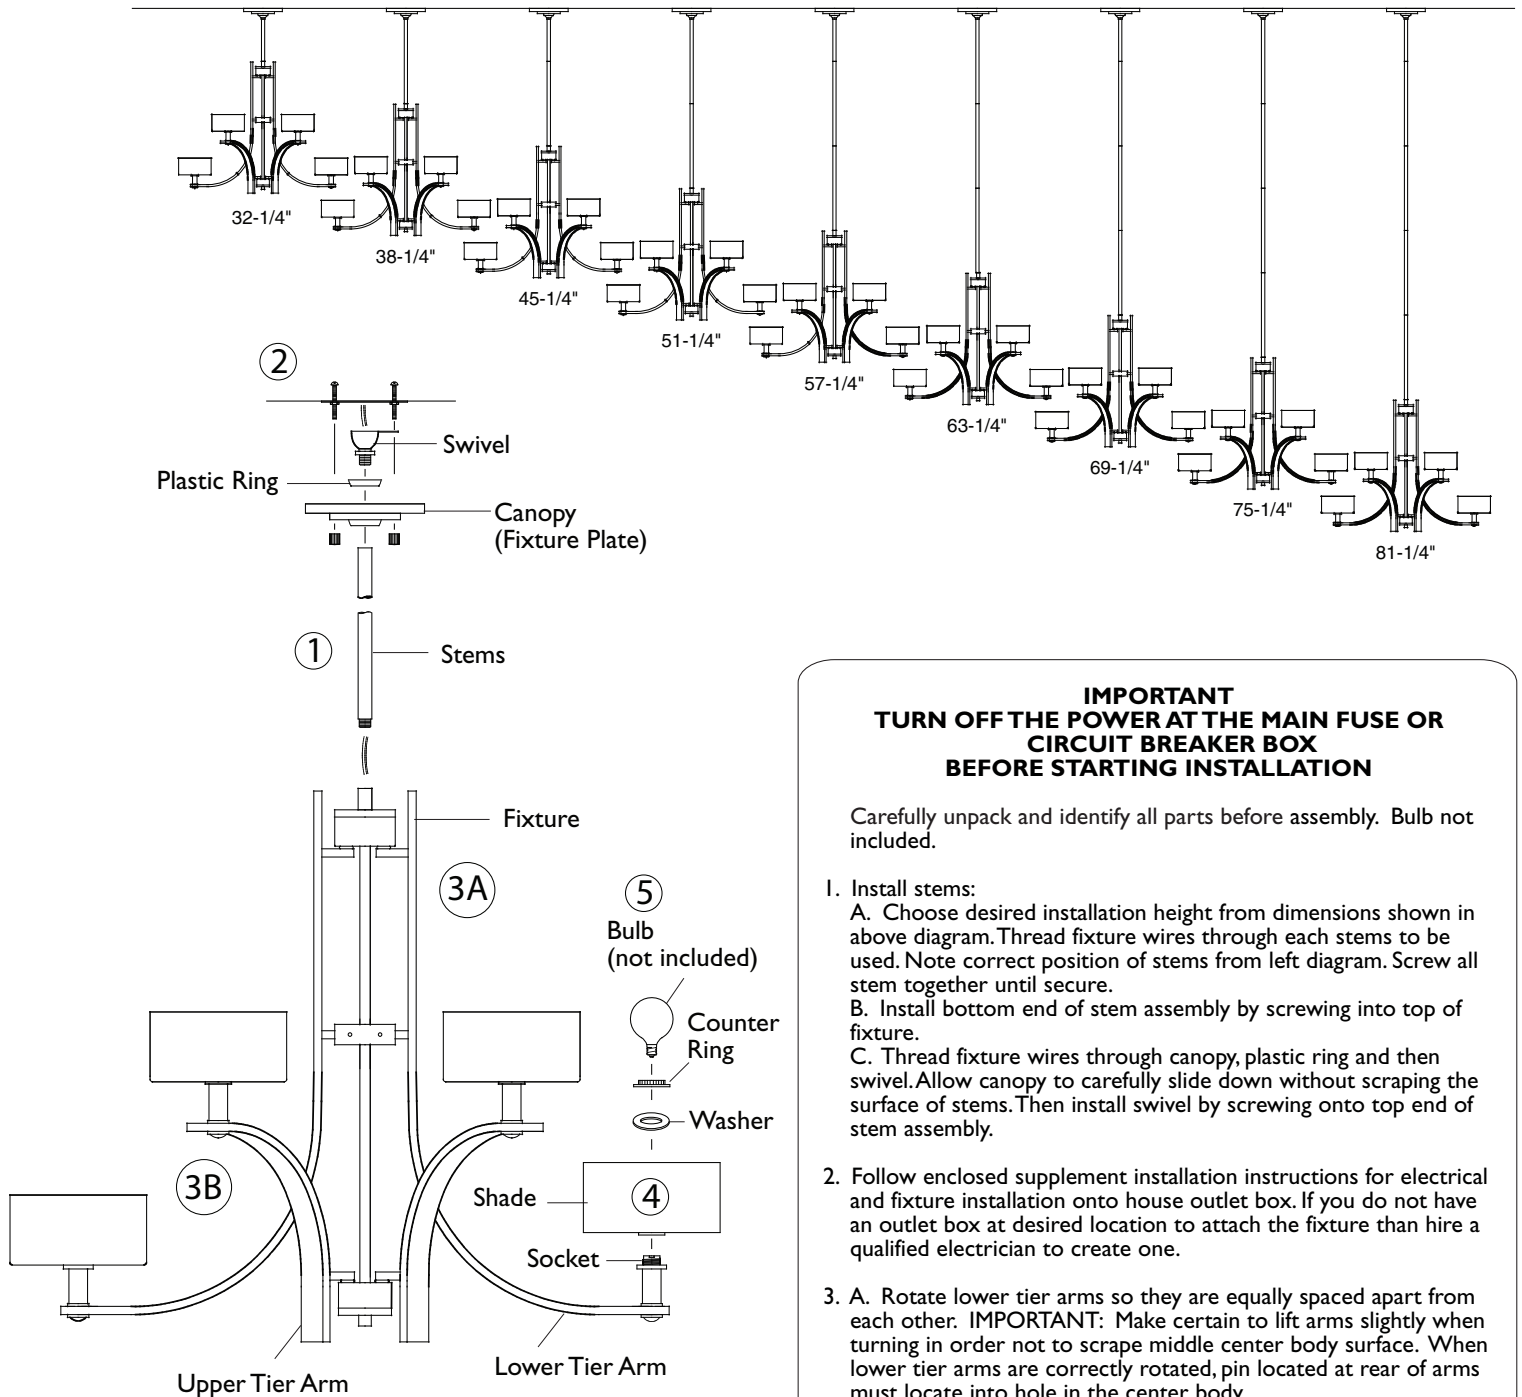 32-1/4"
38-1/4"
45-1/4"
51-1/4"
57-1/4"
63-1/4"
69-1/4"
75-1/4"
81-1/4"
2
Swivel
Plastic Ring
Canopy
(Fixture Plate)
1
Stems
Fixture
3A
5
Bulb
(not included)
Counter
Ring
Washer
3B
Shade
4
Socket
Upper Tier Arm
Lower Tier Arm
IMPORTANT
TURN OFF THE POWER AT THE MAIN FUSE OR
CIRCUIT BREAKER BOX
BEFORE STARTING INSTALLATION
Carefully unpack and identify all parts before assembly. Bulb not
included.
1. Install stems:
A. Choose desired installation height from dimensions shown in
above diagram. Thread fixture wires through each stems to be
used. Note correct position of stems from left diagram. Screw all
stem together until secure.
B. Install bottom end of stem assembly by screwing into top of
fixture.
C. Thread fixture wires through canopy, plastic ring and then
swivel. Allow canopy to carefully slide down without scraping the
surface of stems. Then install swivel by screwing onto top end of
stem assembly.
2. Follow enclosed supplement installation instructions for electrical
and fixture installation onto house outlet box. If you do not have
an outlet box at desired location to attach the fixture than hire a
qualified electrician to create one.
3. A. Rotate lower tier arms so they are equally spaced apart from
each other. IMPORTANT: Make certain to lift arms slightly when
turning in order not to scrape middle center body surface. When
lower tier arms are correctly rotated, pin located at rear of arms
must locate into hole in the center body.